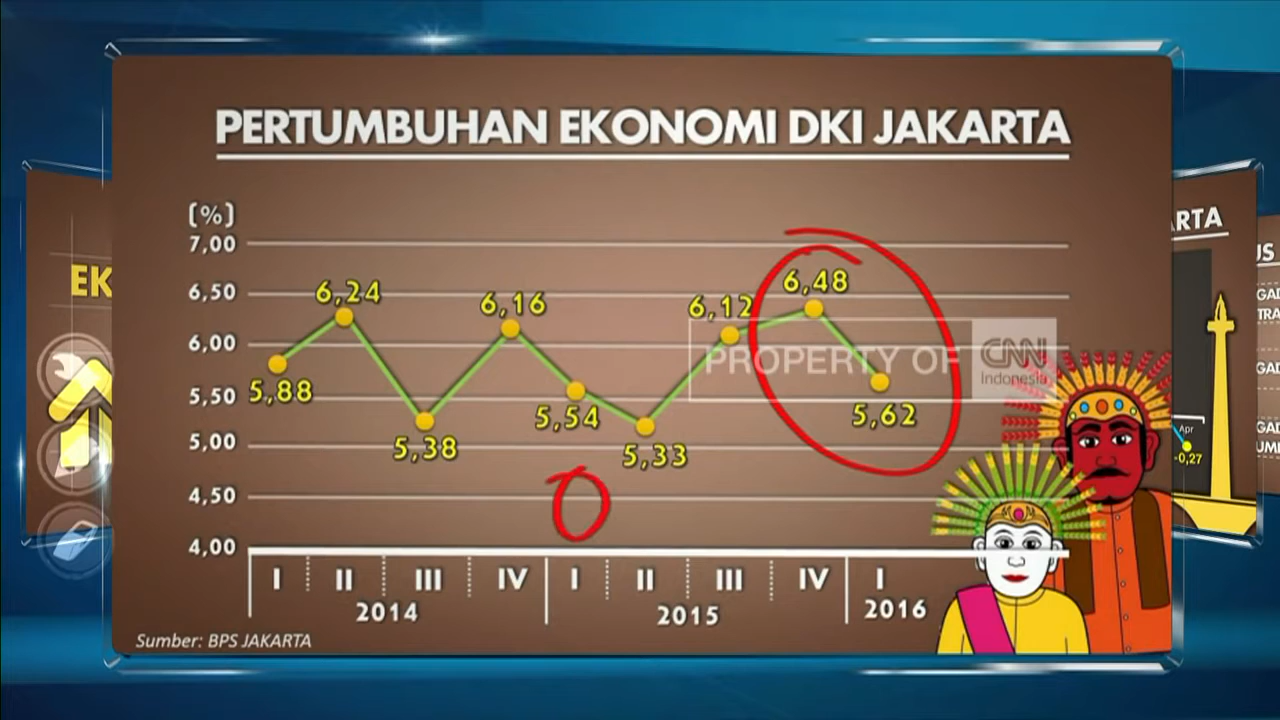 PERTUMBUHAN EKONOMI DKI JAKARTA
(%)
7,00
6,50
6,00
5,50
5,00
4,50
4,00
5,88
6,24
5,38
6,16
5,54
5,33
6,12
6,48
5,62
PROPERTY OF CNN Indonesia
I II III IV I II III IV I
2014 2015 2016
Sumber: BPS JAKARTA
EK
RTA
Apr
-0,27